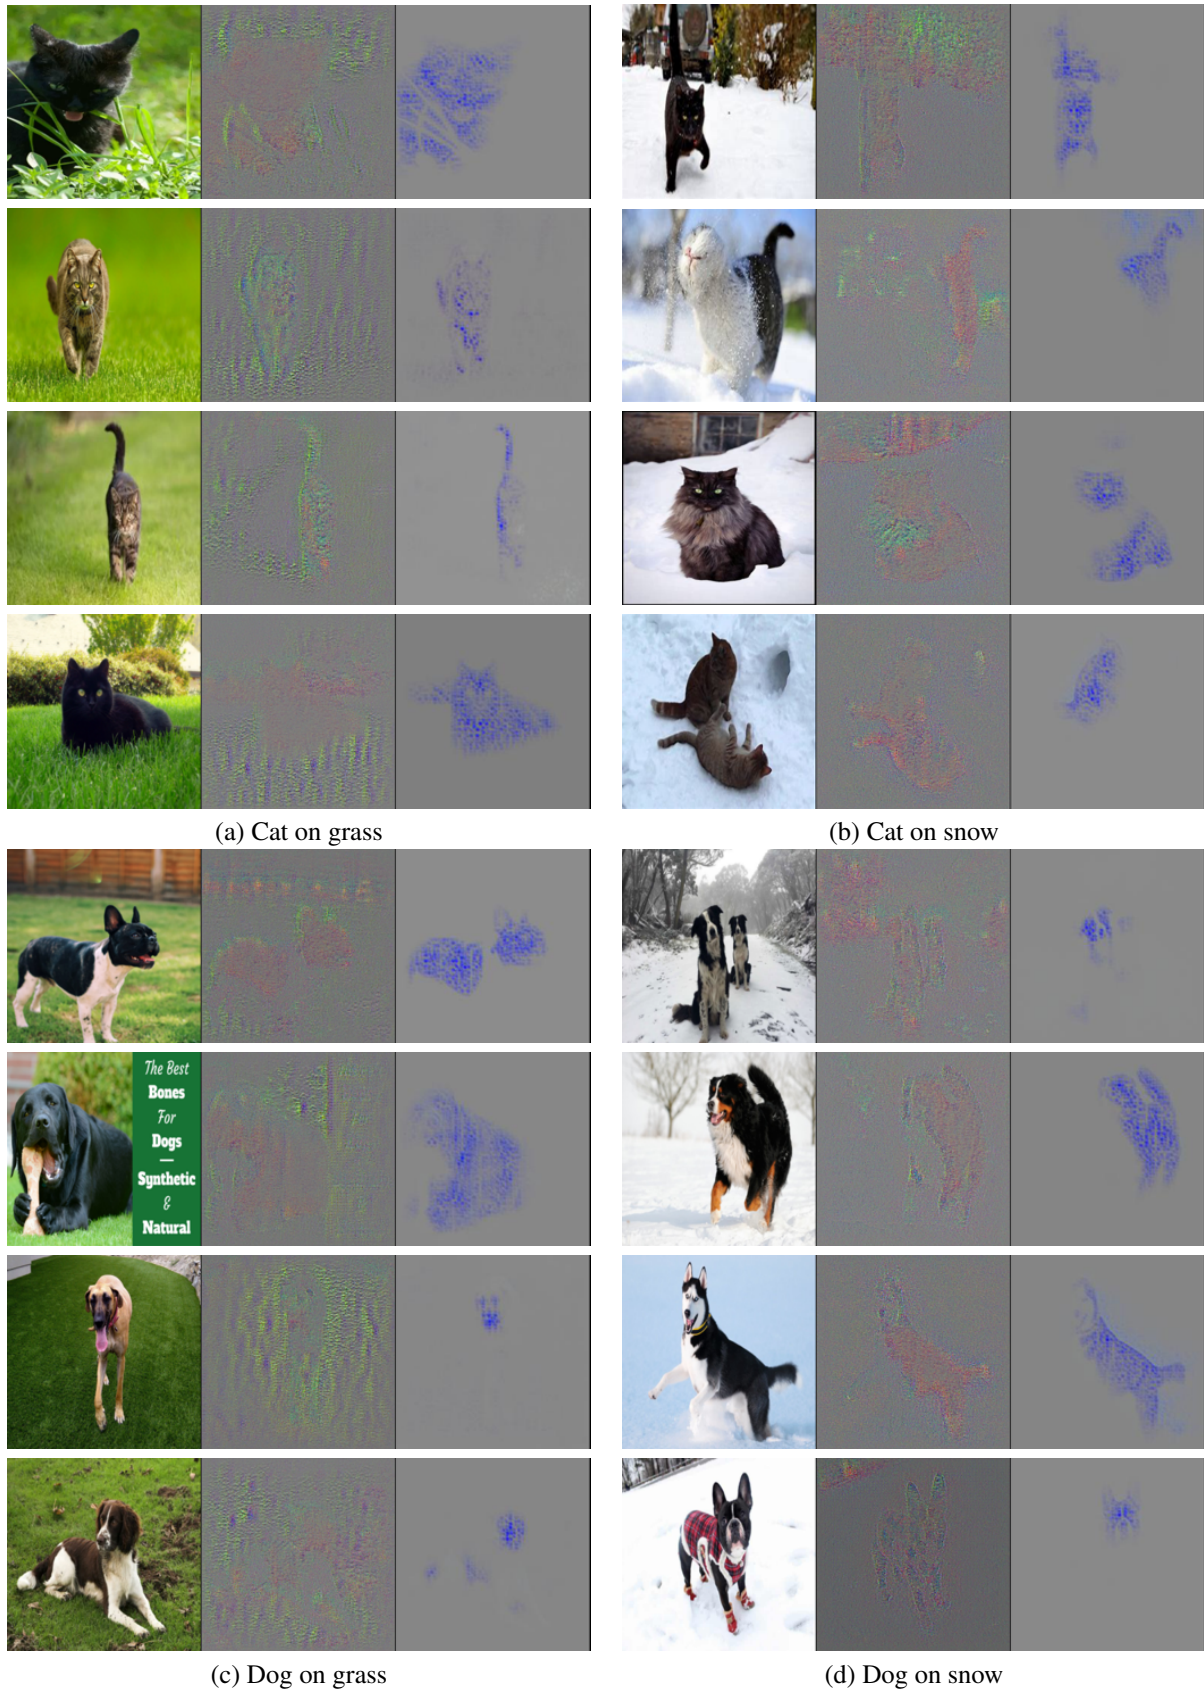 (a) Cat on grass
(b) Cat on snow
The Best
Bones
For
Dogs
—
Synthetic
&
Natural
(c) Dog on grass
(d) Dog on snow